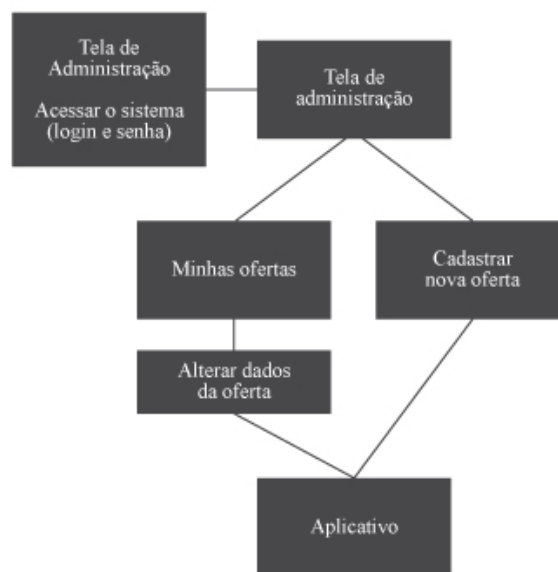 Tela de
Administração
Acessar o sistema
(login e senha)
Tela de
administração
Minhas ofertas
Cadastrar
nova oferta
Alterar dados
da oferta
Aplicativo